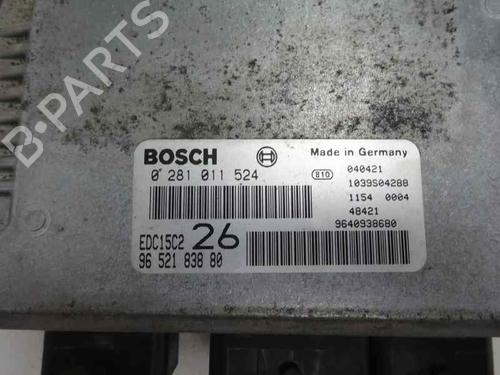 B-PARTS
BOSCH
Made in Germany
0 281 011 524
810
040421
1039S04288
1154 0004
48421
9640938680
EDC15C2 26
96 521 838 80